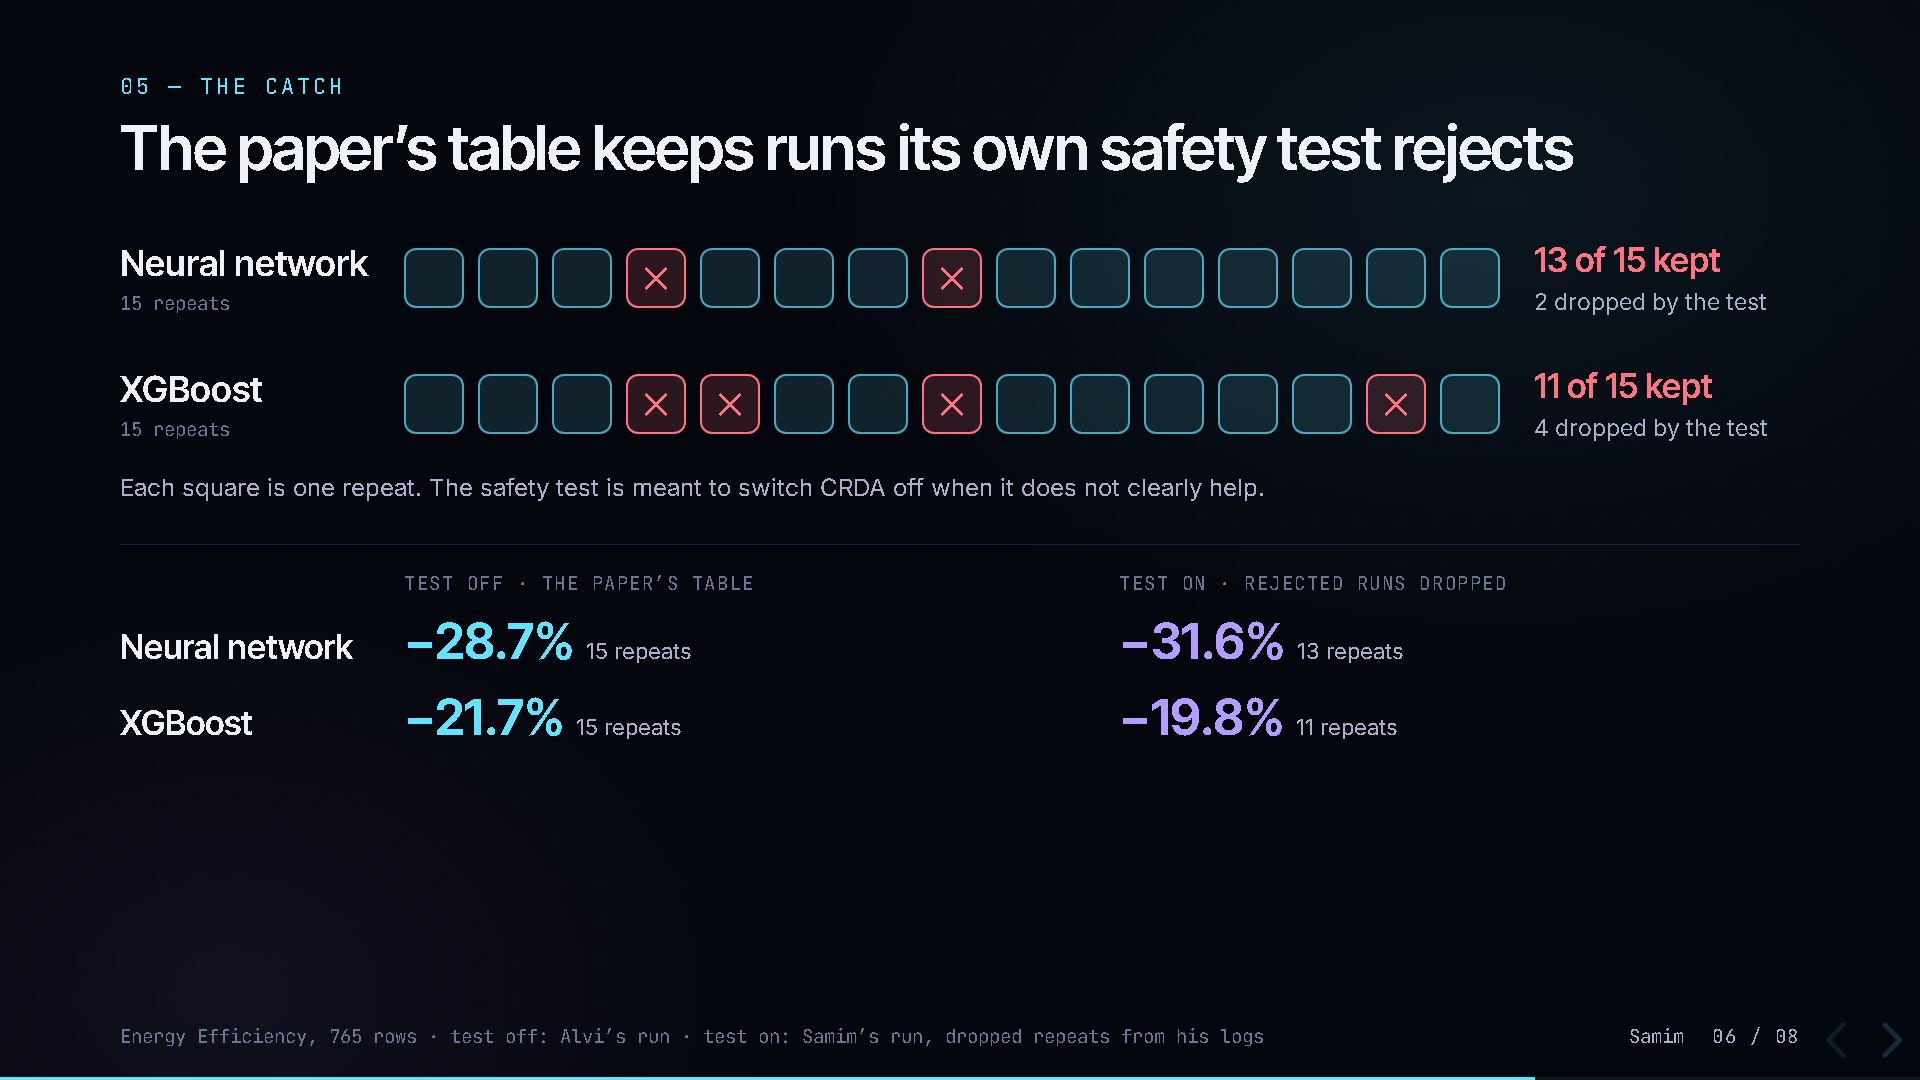 05 — THE CATCH
The paper’s table keeps runs its own safety test rejects
Neural network
15 repeats
13 of 15 kept
2 dropped by the test
XGBoost
15 repeats
11 of 15 kept
4 dropped by the test
Each square is one repeat. The safety test is meant to switch CRDA off when it does not clearly help.
TEST OFF · THE PAPER’S TABLE
TEST ON · REJECTED RUNS DROPPED
Neural network
−28.7% 15 repeats
−31.6% 13 repeats
XGBoost
−21.7% 15 repeats
−19.8% 11 repeats
Energy Efficiency, 765 rows · test off: Alvi’s run · test on: Samim’s run, dropped repeats from his logs
Samim 06 / 08